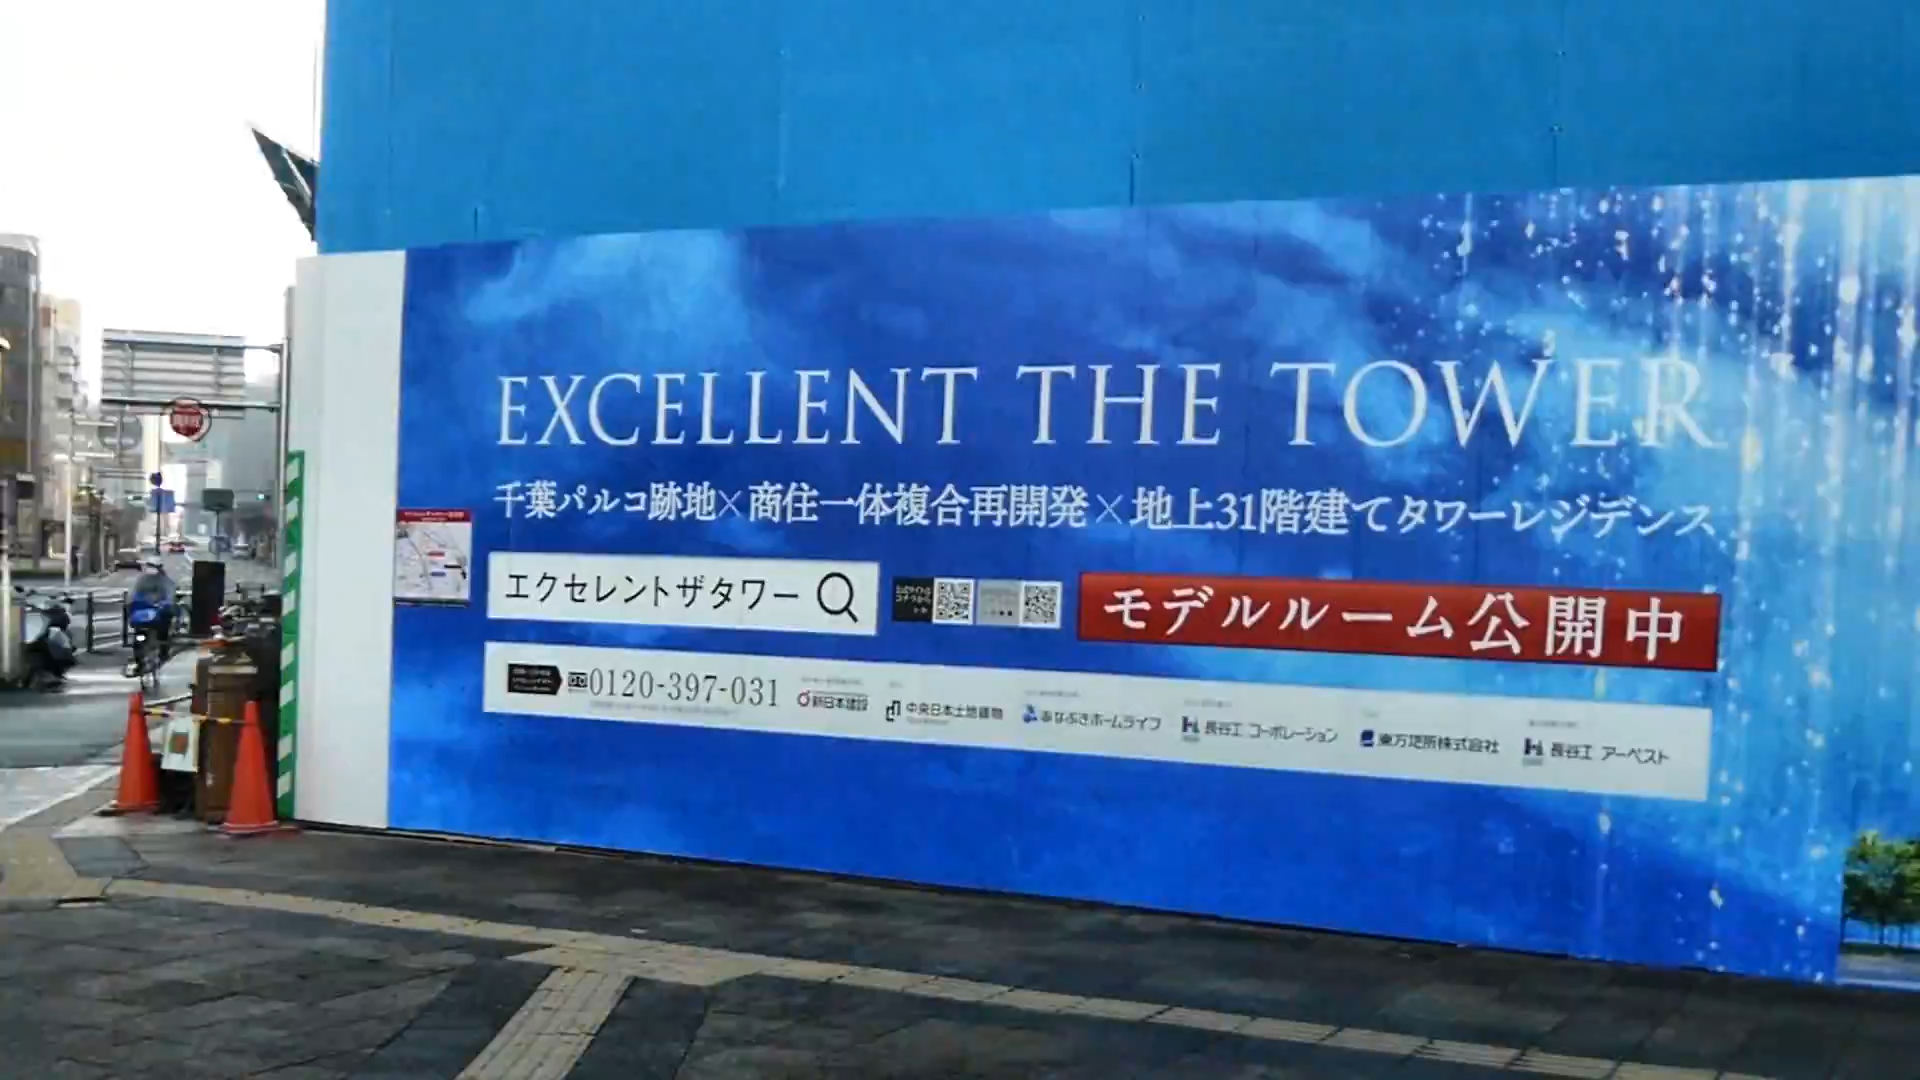 EXCELLENT THE TOWER
千葉パルコ跡地×商住一体複合再開発×地上31階建てタワーレジデンス
エクセレントザタワー
モデルルーム公開中
0120-397-031
新日本建設
中央日本土地建物
あなぶきホームライフ
長谷工 コーポレーション
東方地所株式会社
長谷工 アーベスト